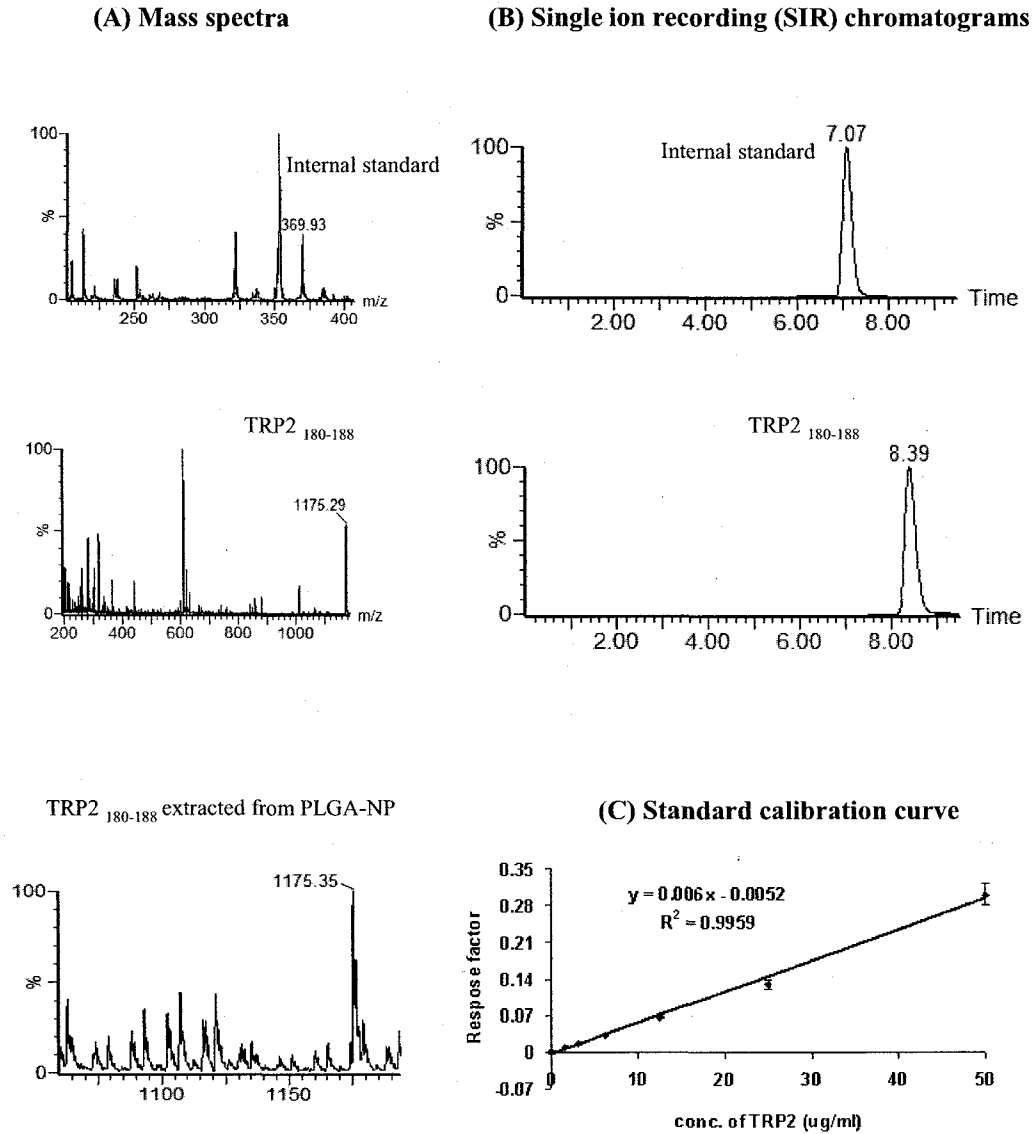 (A) Mass spectra
(B) Single ion recording (SIR) chromatograms
100
%
0
Internal standard
369.93
250 300 350 400 m/z
Internal standard
7.07
100
%
0
2.00 4.00 6.00 8.00 Time
TRP2 180-188
100
%
0
1175.29
200 400 600 800 1000 m/z
TRP2 180-188
8.39
100
%
0
2.00 4.00 6.00 8.00 Time
TRP2 180-188 extracted from PLGA-NP
1175.35
100
%
0
1100 1150
(C) Standard calibration curve
0.35
0.28
0.21
0.14
0.07
0
-0.07
Respose factor
y = 0.006 x - 0.0052
R2 = 0.9959
0 10 20 30 40 50
conc. of TRP2 (ug/ml)